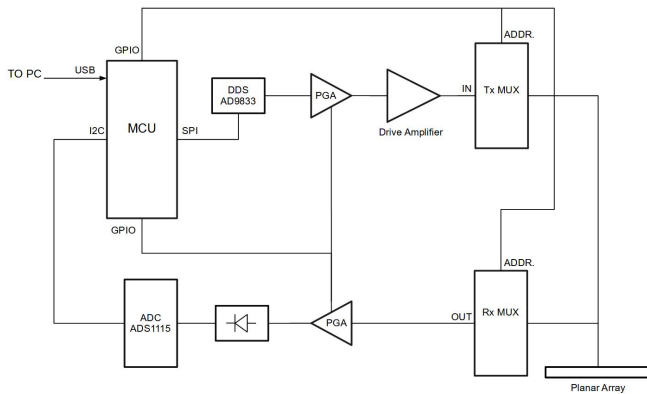 GPIO
ADDR.
TO PC
USB
DDS
AD9833
PGA
IN
Tx MUX
MCU
I2C
SPI
Drive Amplifier
GPIO
ADDR.
ADC
ADS1115
PGA
OUT
Rx MUX
Planar Array